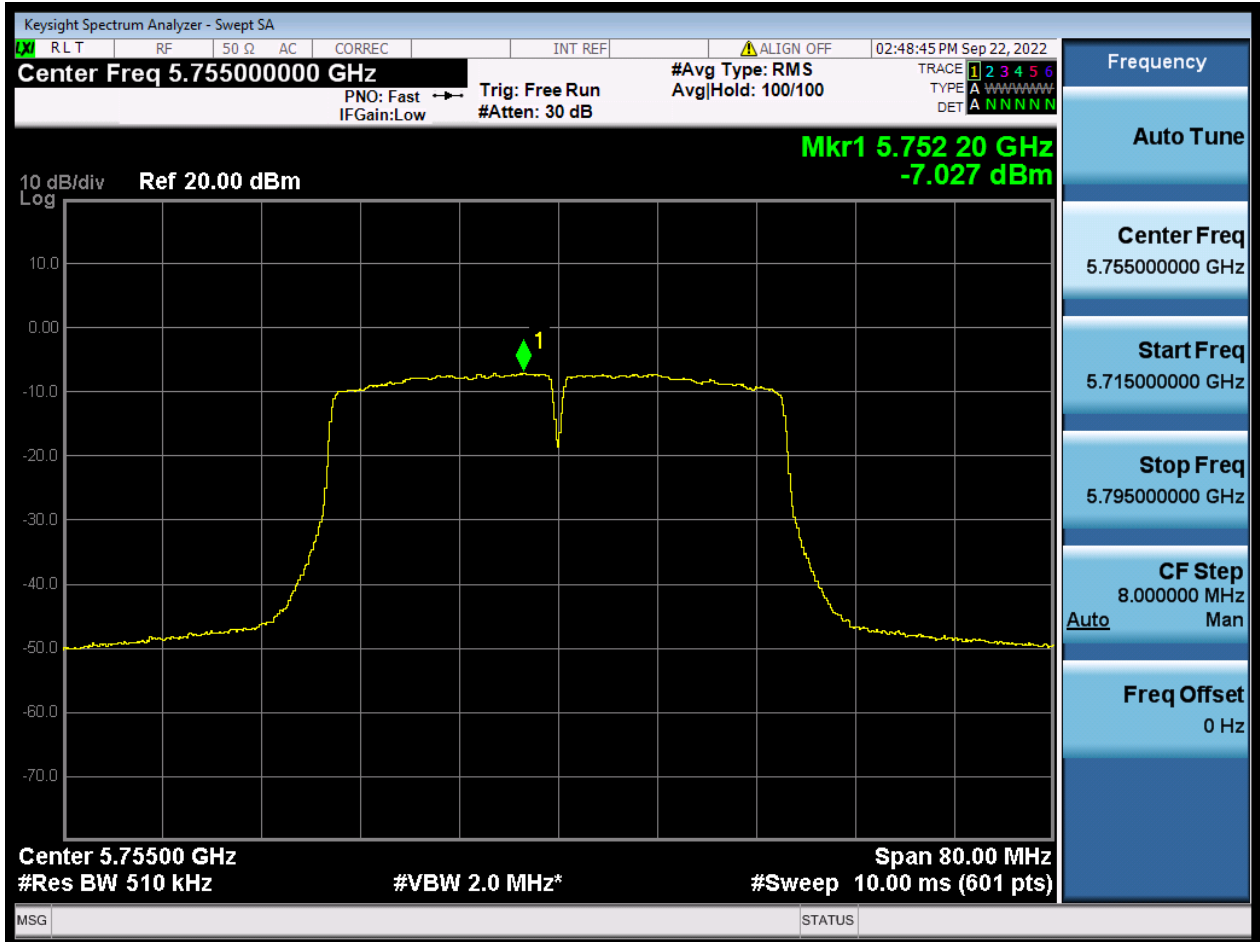 Keysight Spectrum Analyzer - Swept SA
LXI RLT RF 50 Ω AC CORREC INT REF ALIGN OFF 02:48:45 PM Sep 22, 2022
Center Freq 5.755000000 GHz
PNO: Fast
IFGain:Low
Trig: Free Run
#Atten: 30 dB
#Avg Type: RMS
Avg|Hold: 100/100
TRACE 1 2 3 4 5 6
TYPE A WWWWW
DET A N N N N N
Mkr1 5.752 20 GHz
-7.027 dBm
10 dB/div Ref 20.00 dBm
Log
10.0
0.00
1
-10.0
-20.0
-30.0
-40.0
-50.0
-60.0
-70.0
Center 5.75500 GHz Span 80.00 MHz
#Res BW 510 kHz #VBW 2.0 MHz* #Sweep 10.00 ms (601 pts)
MSG STATUS
Frequency
Auto Tune
Center Freq
5.755000000 GHz
Start Freq
5.715000000 GHz
Stop Freq
5.795000000 GHz
CF Step
8.000000 MHz
Auto Man
Freq Offset
0 Hz